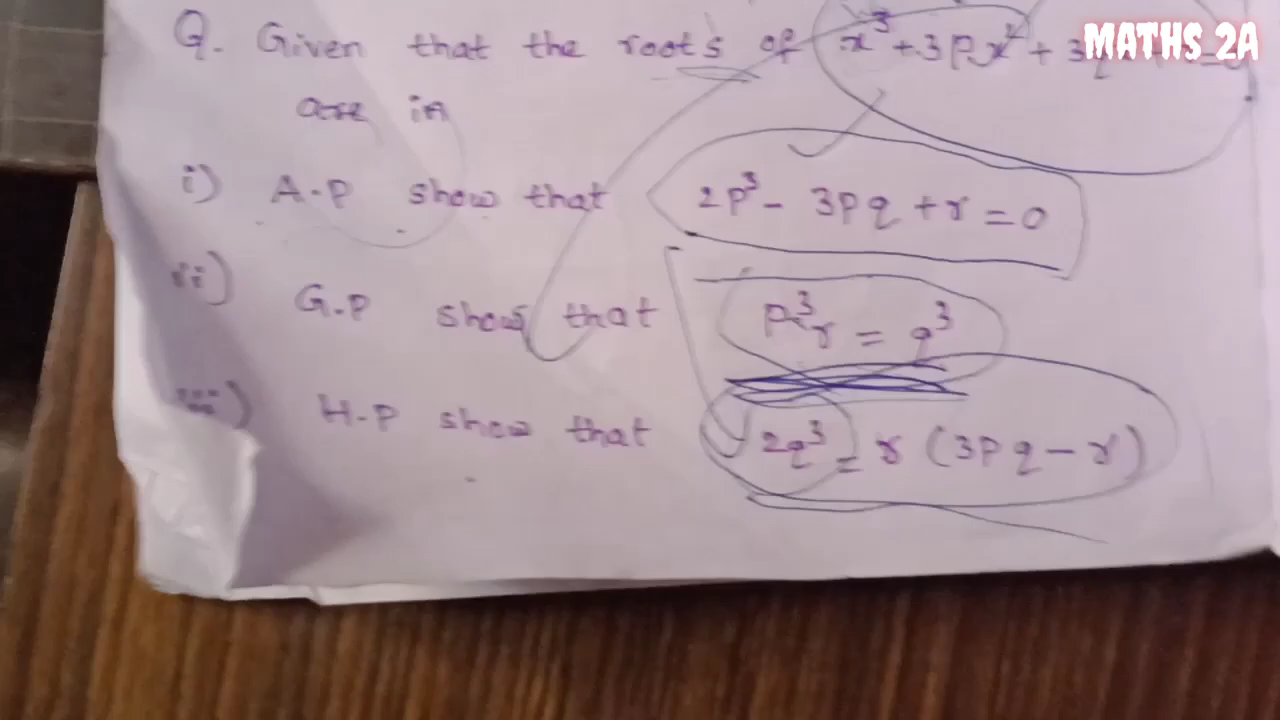 MATHS 2A
Q. Given that the roots of x³ + 3Px² + 3q
are in
i) A.P show that 2p³ - 3pq + r = 0
ii) G.P show that P³r = q³
iii) H.P show that 2q³ = r (3pq - r)